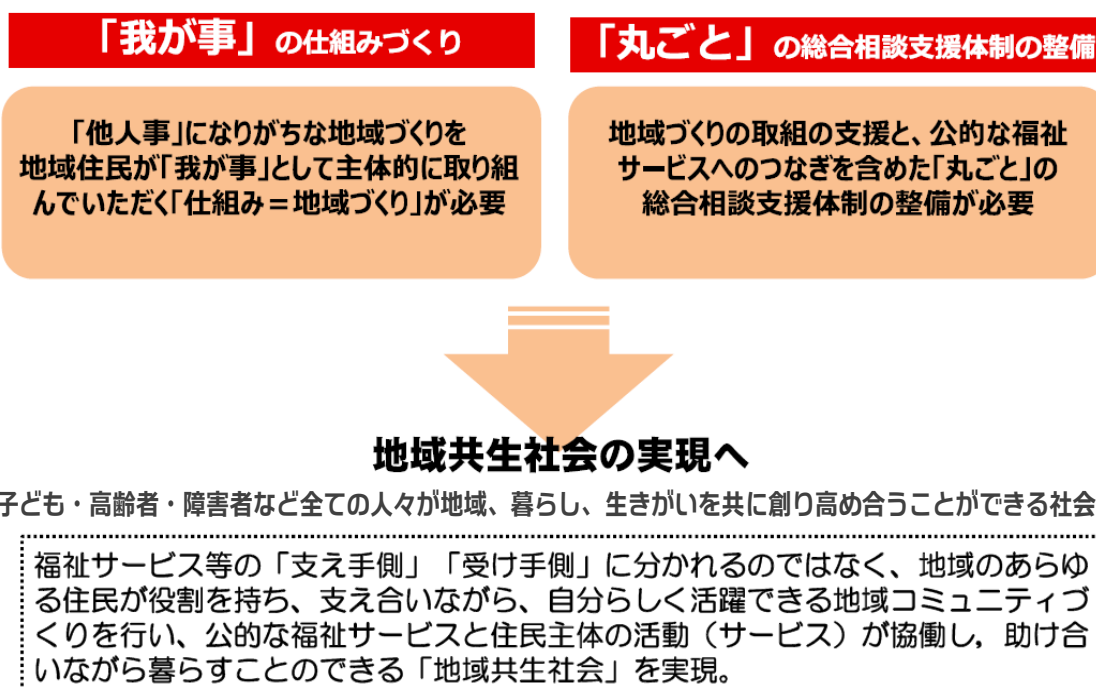 「我が事」の仕組みづくり
「丸ごと」の総合相談支援体制の整備
「他人事」になりがちな地域づくりを
地域住民が「我が事」として主体的に取り組
んでいただく「仕組み=地域づくり」が必要
地域づくりの取組の支援と、公的な福祉
サービスへのつなぎを含めた「丸ごと」の
総合相談支援体制の整備が必要
地域共生社会の実現へ
子ども・高齢者・障害者など全ての人々が地域、暮らし、生きがいを共に創り高め合うことができる社会
福祉サービス等の「支え手側」「受け手側」に分かれるのではなく、地域のあらゆ
る住民が役割を持ち、支え合いながら、自分らしく活躍できる地域コミュニティづ
くりを行い、公的な福祉サービスと住民主体の活動(サービス)が協働し,助け合
いながら暮らすことのできる「地域共生社会」を実現。